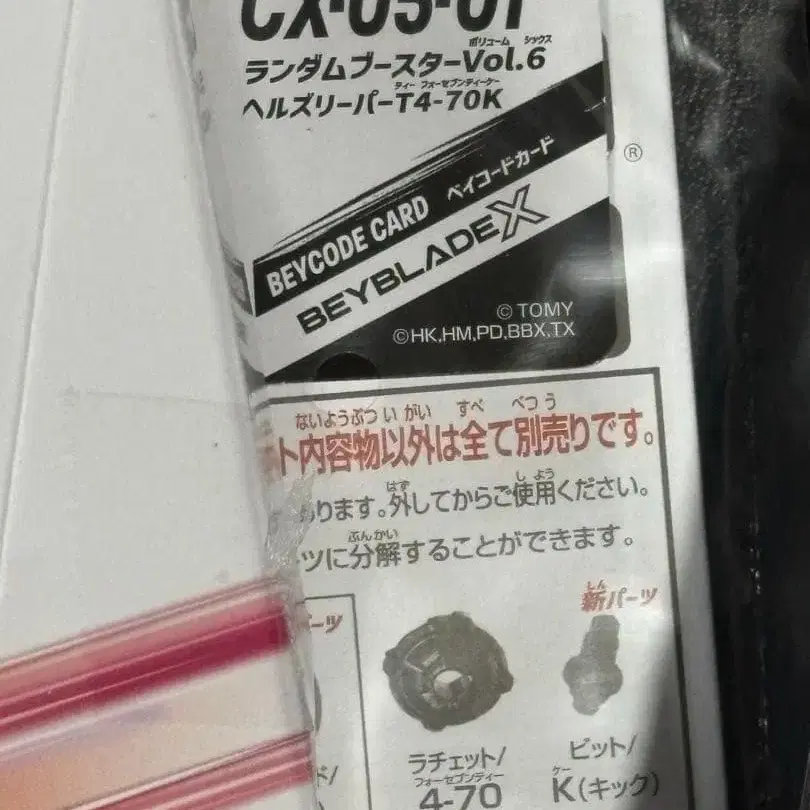 CX-05-01
ボリューム シックス
ランダムブースターVol.6
ティー フォーセブンティーケー
ヘルズリーパーT4-70K
®
BEYCODE CARD ベイコードカード
BEYBLADE X
© TOMY
©HK,HM,PD,BBX,TX
ないようぶつ い がい すべ べつ う
ト内容物以外は全て別売りです。
はず し よう
あります。外してからご使用ください。
ぶんかい
ーツに分解することができます。
しん
新パーツ
ーツ
ラチェット/
フォーセブンティー
4-70
ビット/
ケー
K(キック)
ド/